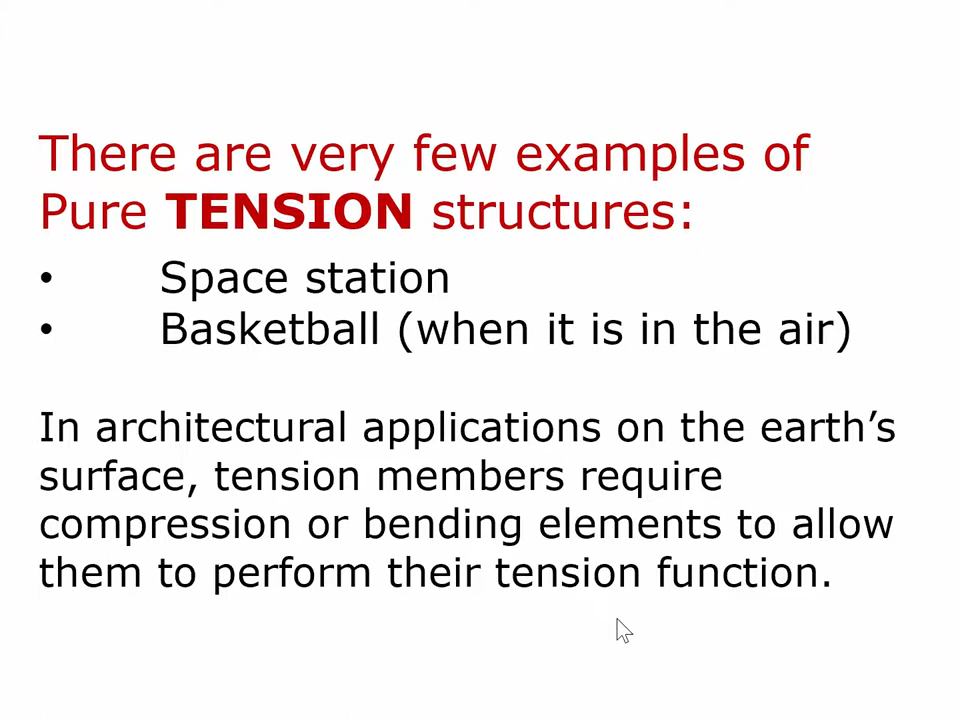 There are very few examples of
Pure TENSION structures:
• Space station
• Basketball (when it is in the air)
In architectural applications on the earth’s
surface, tension members require
compression or bending elements to allow
them to perform their tension function.